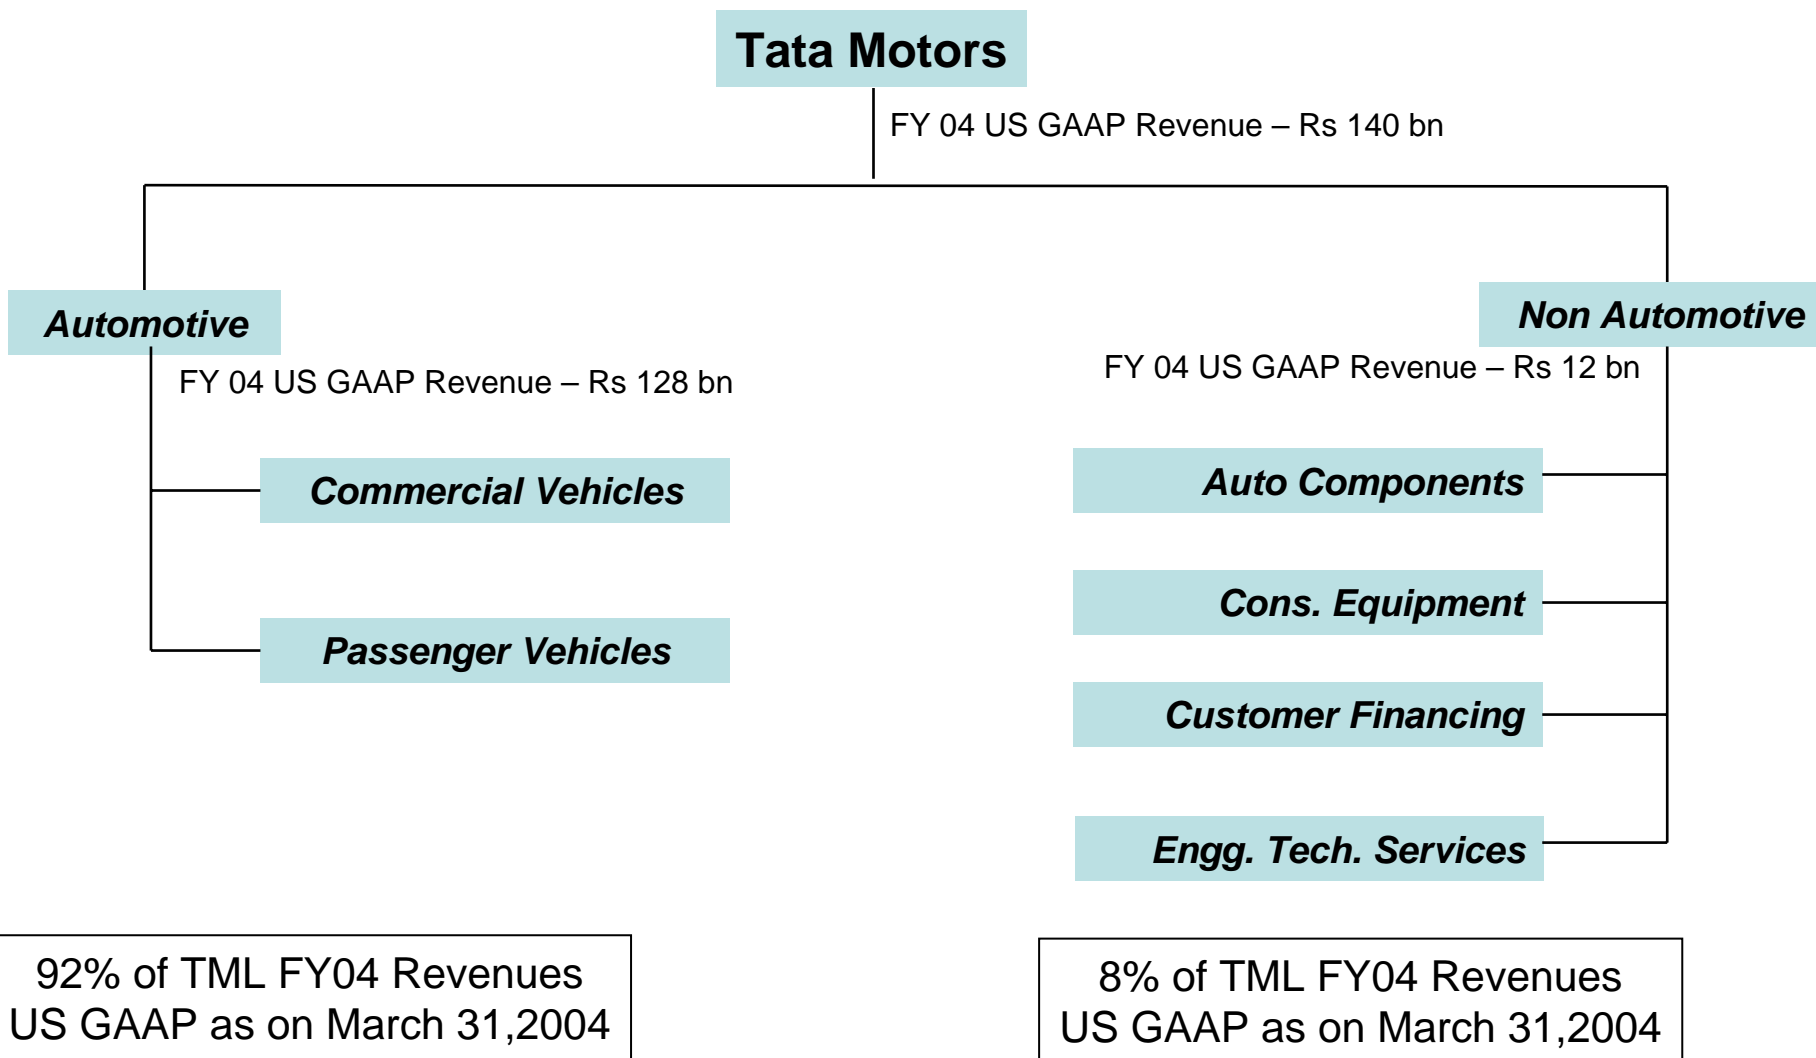 Tata Motors
FY 04 US GAAP Revenue – Rs 140 bn
Automotive
FY 04 US GAAP Revenue – Rs 128 bn
Commercial Vehicles
Passenger Vehicles
Non Automotive
FY 04 US GAAP Revenue – Rs 12 bn
Auto Components
Cons. Equipment
Customer Financing
Engg. Tech. Services
92% of TML FY04 Revenues
US GAAP as on March 31,2004
8% of TML FY04 Revenues
US GAAP as on March 31,2004